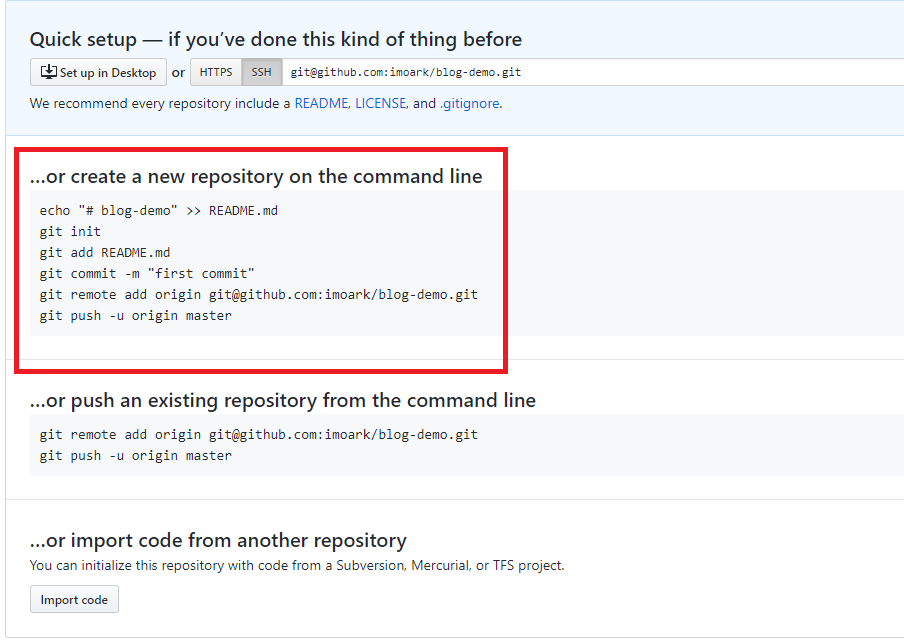 Quick setup — if you’ve done this kind of thing before
Set up in Desktop or HTTPS SSH git@github.com:imoark/blog-demo.git
We recommend every repository include a README, LICENSE, and .gitignore.
…or create a new repository on the command line
echo "# blog-demo" >> README.md
git init
git add README.md
git commit -m "first commit"
git remote add origin git@github.com:imoark/blog-demo.git
git push -u origin master
…or push an existing repository from the command line
git remote add origin git@github.com:imoark/blog-demo.git
git push -u origin master
…or import code from another repository
You can initialize this repository with code from a Subversion, Mercurial, or TFS project.
Import code